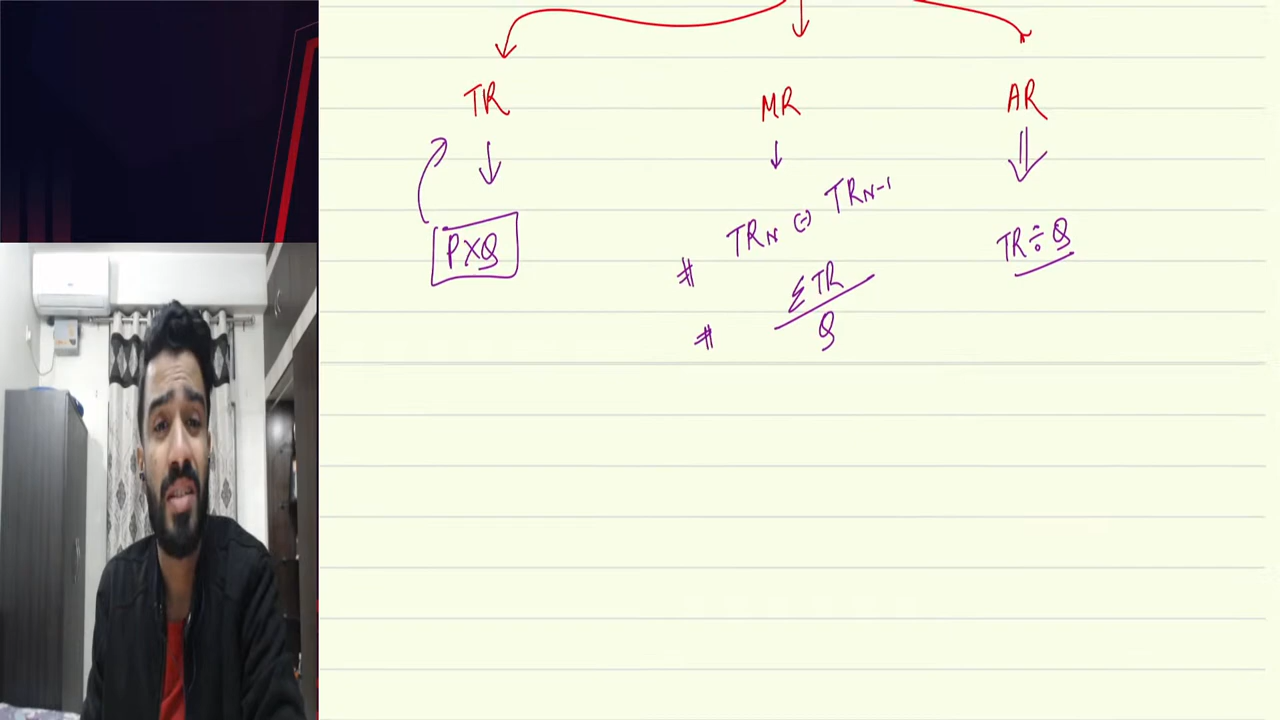 TR MR AR
P×Q
TRN (-) TRN-1
TR÷Q
#
ΣTR
#
Q